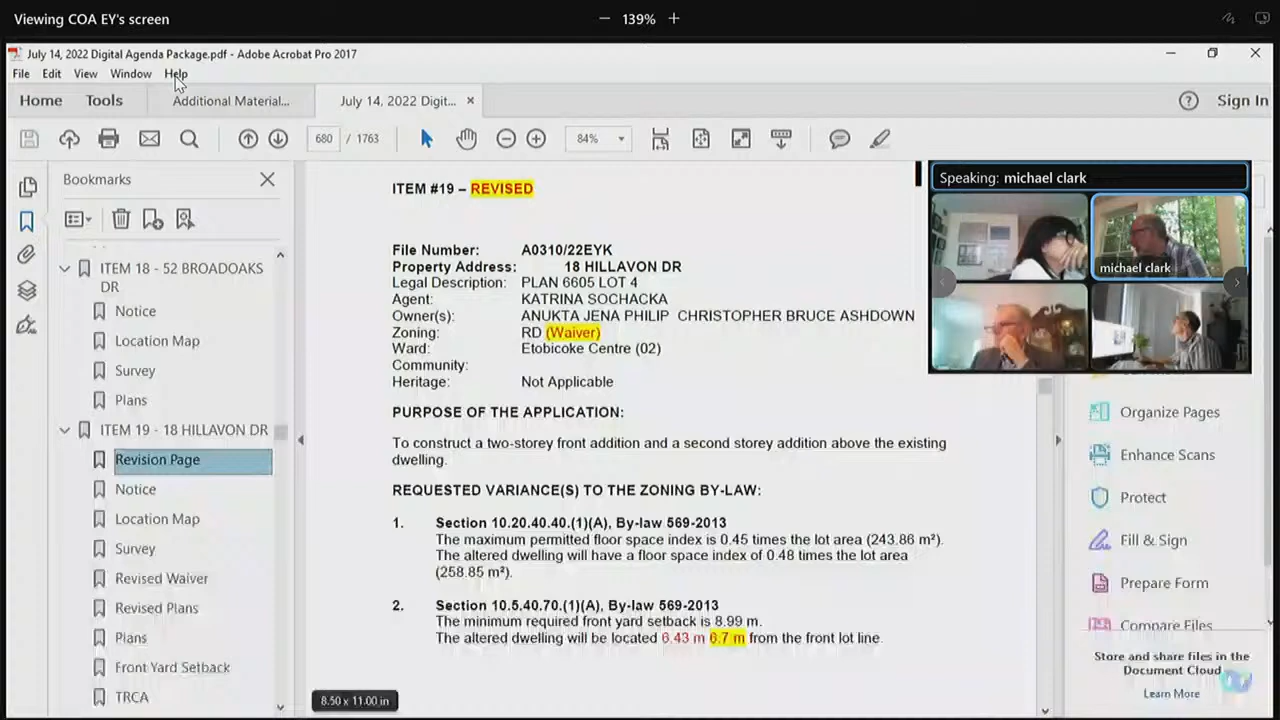 Viewing COA EY's screen
139%
July 14, 2022 Digital Agenda Package.pdf - Adobe Acrobat Pro 2017
File Edit View Window Help
Home Tools Additional Material... July 14, 2022 Digit... Sign In
680 / 1763 84%
Bookmarks
ITEM 18 - 52 BROADOAKS
DR
Notice
Location Map
Survey
Plans
ITEM 19 - 18 HILLAVON DR
Revision Page
Notice
Location Map
Survey
Revised Waiver
Revised Plans
Plans
Front Yard Setback
TRCA
ITEM #19 – REVISED
File Number: A0310/22EYK
Property Address: 18 HILLAVON DR
Legal Description: PLAN 6605 LOT 4
Agent: KATRINA SOCHACKA
Owner(s): ANUKTA JENA PHILIP CHRISTOPHER BRUCE ASHDOWN
Zoning: RD (Waiver)
Ward: Etobicoke Centre (02)
Community:
Heritage: Not Applicable
PURPOSE OF THE APPLICATION:
To construct a two-storey front addition and a second storey addition above the existing
dwelling.
REQUESTED VARIANCE(S) TO THE ZONING BY-LAW:
1. Section 10.20.40.40.(1)(A), By-law 569-2013
The maximum permitted floor space index is 0.45 times the lot area (243.86 m²).
The altered dwelling will have a floor space index of 0.48 times the lot area
(258.85 m²).
2. Section 10.5.40.70.(1)(A), By-law 569-2013
The minimum required front yard setback is 8.99 m.
The altered dwelling will be located 6.43 m 6.7 m from the front lot line.
8.50 x 11.00 in
Speaking: michael clark
michael clark
Organize Pages
Enhance Scans
Protect
Fill & Sign
Prepare Form
Compare Files
Store and share files in the
Document Cloud
Learn More